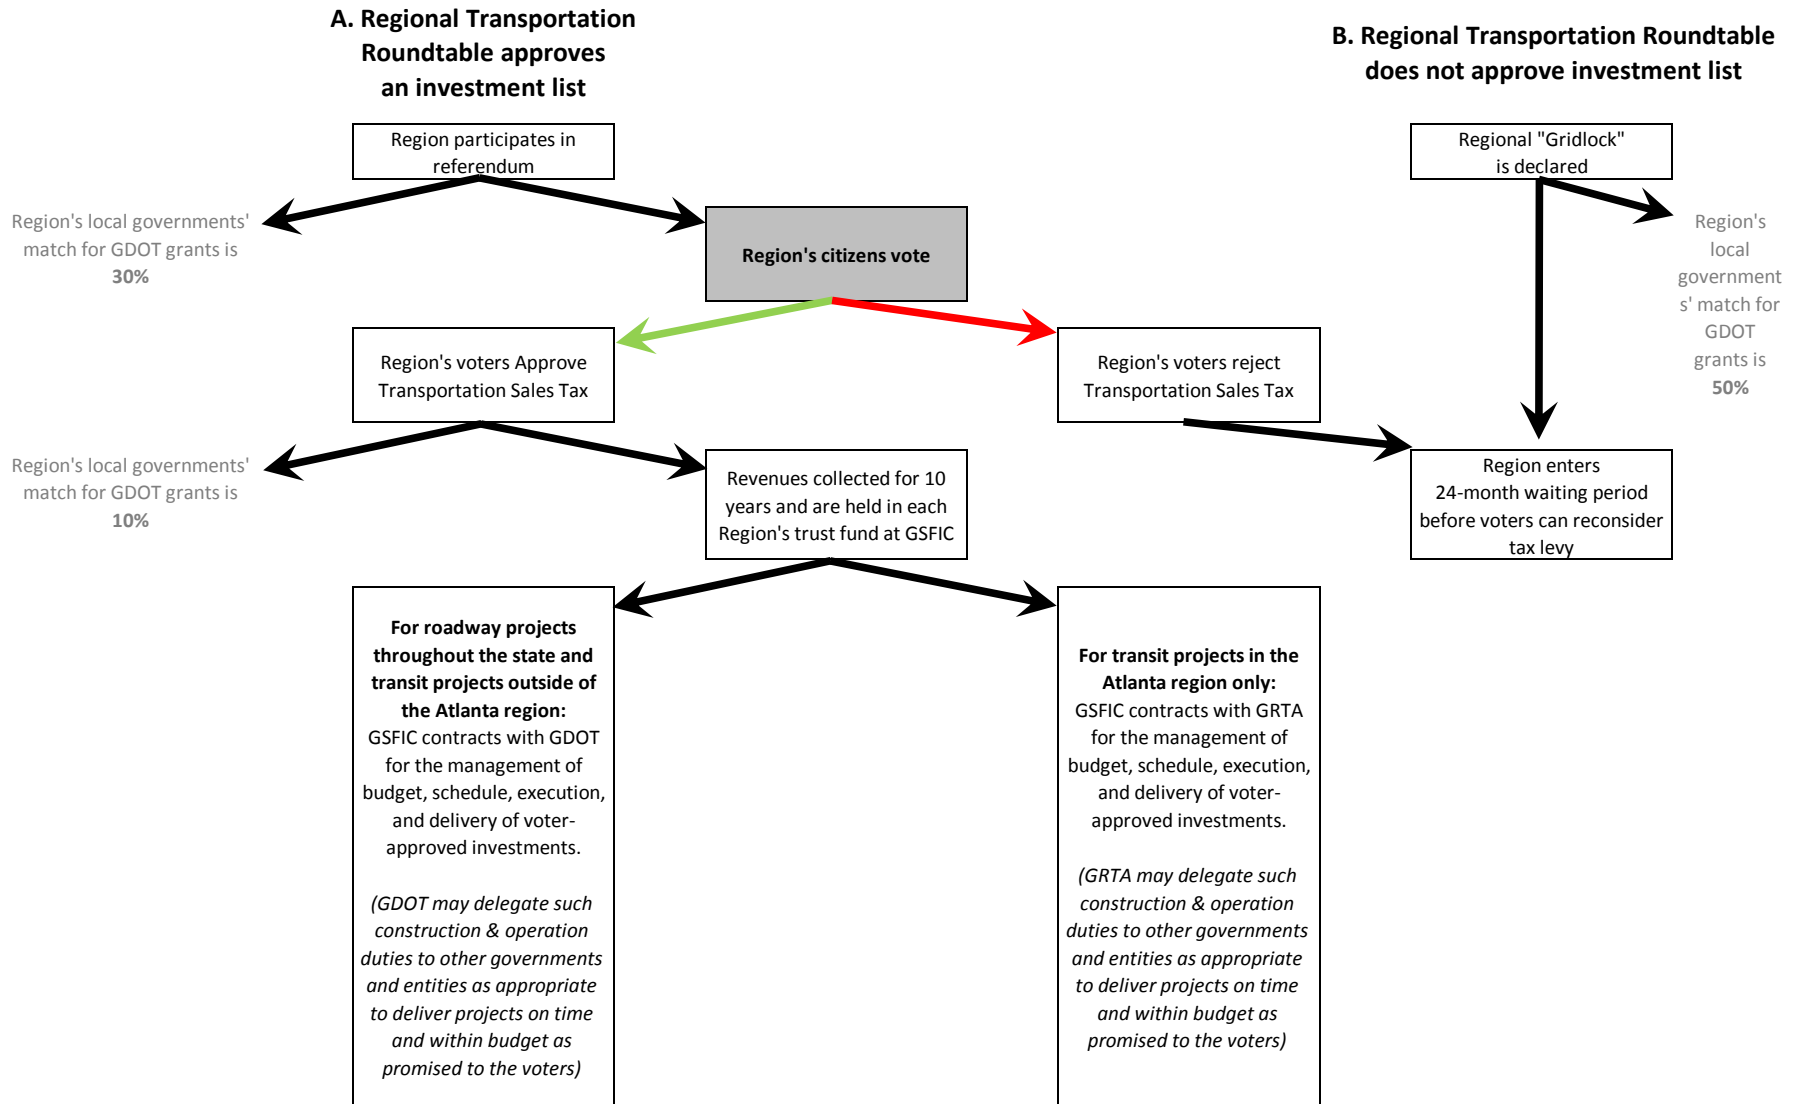 A. Regional Transportation
Roundtable approves
an investment list
B. Regional Transportation Roundtable
does not approve investment list
Region participates in
referendum
Regional "Gridlock"
is declared
Region's local governments'
match for GDOT grants is
30%
Region's citizens vote
Region's
local
government
s' match for
GDOT
grants is
50%
Region's voters Approve
Transportation Sales Tax
Region's voters reject
Transportation Sales Tax
Region's local governments'
match for GDOT grants is
10%
Revenues collected for 10
years and are held in each
Region's trust fund at GSFIC
Region enters
24-month waiting period
before voters can reconsider
tax levy
For roadway projects
throughout the state and
transit projects outside of
the Atlanta region:
GSFIC contracts with GDOT
for the management of
budget, schedule, execution,
and delivery of voter-
approved investments.
(GDOT may delegate such
construction & operation
duties to other governments
and entities as appropriate
to deliver projects on time
and within budget as
promised to the voters)
For transit projects in the
Atlanta region only:
GSFIC contracts with GRTA
for the management of
budget, schedule, execution,
and delivery of voter-
approved investments.
(GRTA may delegate such
construction & operation
duties to other governments
and entities as appropriate
to deliver projects on time
and within budget as
promised to the voters)